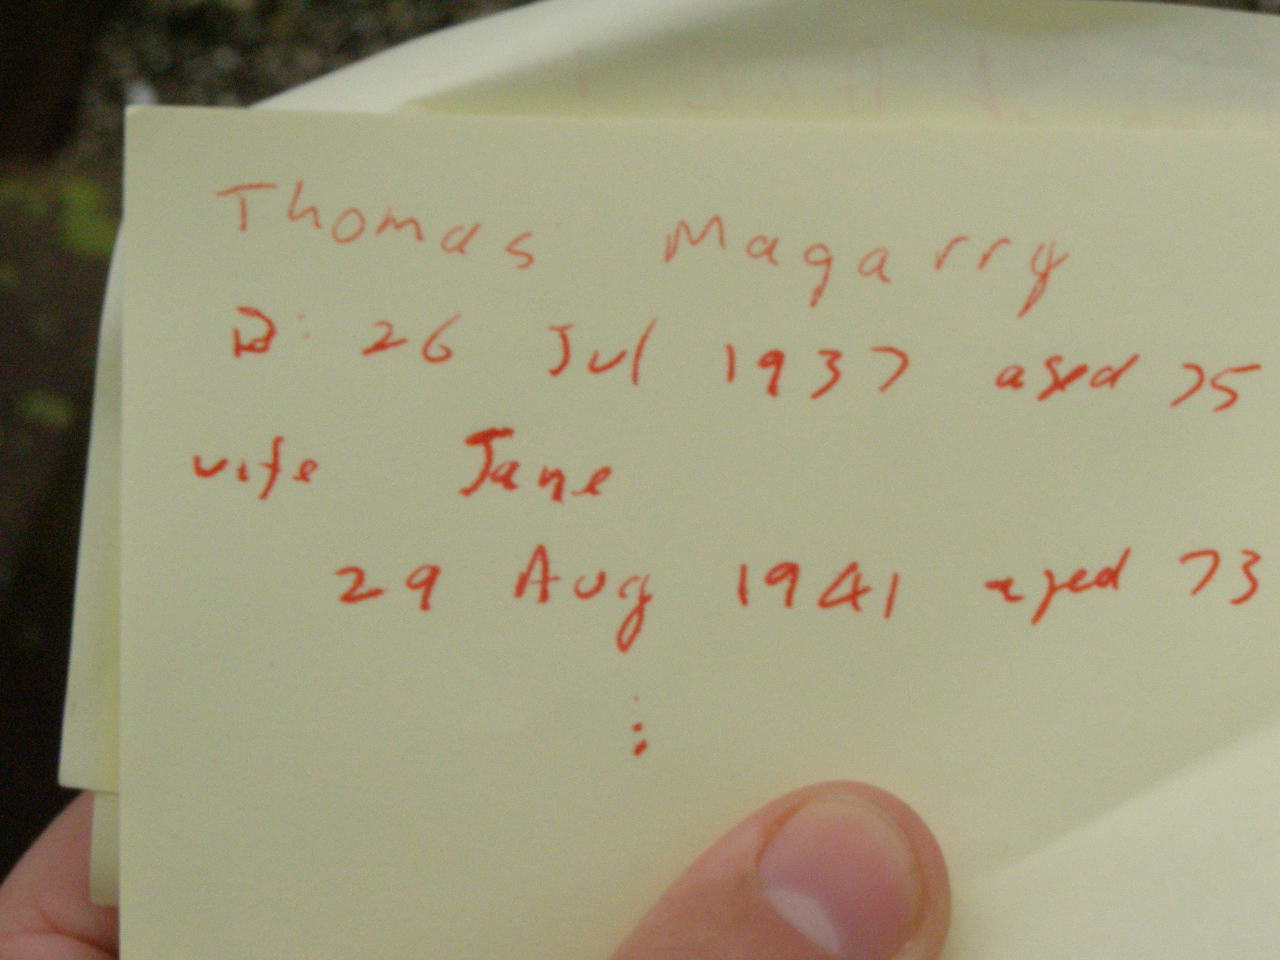 Thomas Magarry
D: 26 Jul 1937 aged 75
wife Jane
29 Aug 1941 aged 73
: